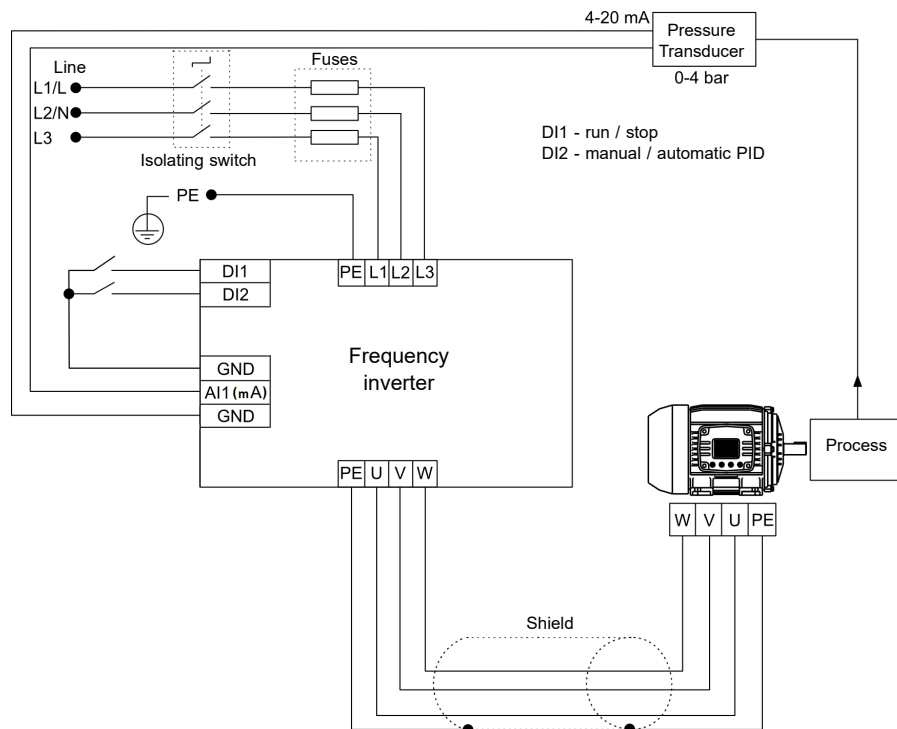 4-20 mA
Pressure
Transducer
0-4 bar
Line
Fuses
L1/L
L2/N
L3
Isolating switch
DI1 - run / stop
DI2 - manual / automatic PID
PE
DI1
DI2
PE L1 L2 L3
GND
AI1 (mA)
GND
Frequency
inverter
PE U V W
Process
W V U PE
Shield